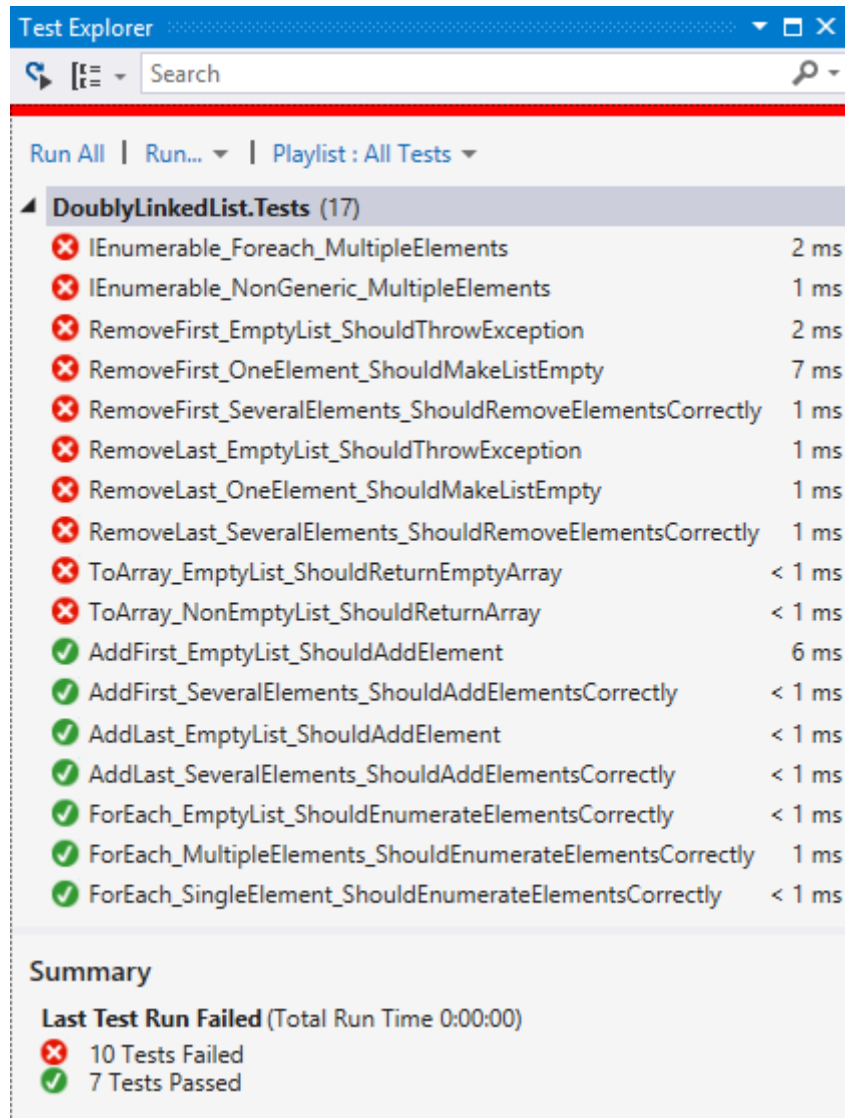 Test Explorer
Search
Run All | Run... | Playlist : All Tests
DoublyLinkedList.Tests (17)
IEnumerable_Foreach_MultipleElements 2 ms
IEnumerable_NonGeneric_MultipleElements 1 ms
RemoveFirst_EmptyList_ShouldThrowException 2 ms
RemoveFirst_OneElement_ShouldMakeListEmpty 7 ms
RemoveFirst_SeveralElements_ShouldRemoveElementsCorrectly 1 ms
RemoveLast_EmptyList_ShouldThrowException 1 ms
RemoveLast_OneElement_ShouldMakeListEmpty 1 ms
RemoveLast_SeveralElements_ShouldRemoveElementsCorrectly 1 ms
ToArray_EmptyList_ShouldReturnEmptyArray < 1 ms
ToArray_NonEmptyList_ShouldReturnArray < 1 ms
AddFirst_EmptyList_ShouldAddElement 6 ms
AddFirst_SeveralElements_ShouldAddElementsCorrectly < 1 ms
AddLast_EmptyList_ShouldAddElement < 1 ms
AddLast_SeveralElements_ShouldAddElementsCorrectly < 1 ms
ForEach_EmptyList_ShouldEnumerateElementsCorrectly < 1 ms
ForEach_MultipleElements_ShouldEnumerateElementsCorrectly 1 ms
ForEach_SingleElement_ShouldEnumerateElementsCorrectly < 1 ms
Summary
Last Test Run Failed (Total Run Time 0:00:00)
10 Tests Failed
7 Tests Passed